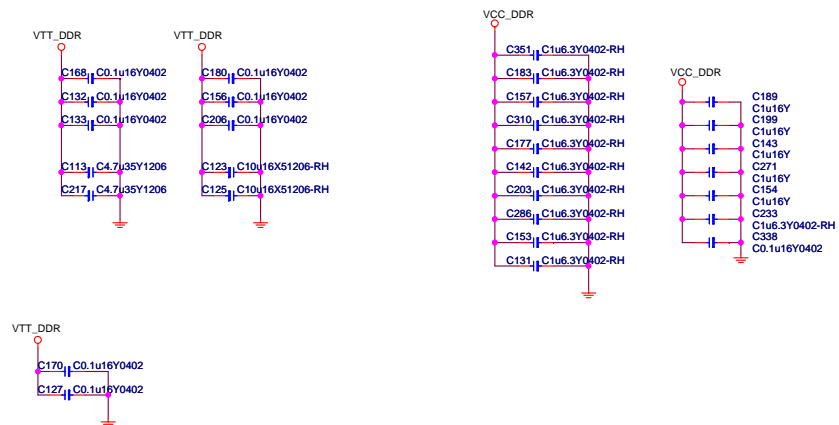 VTT_DDR
C168 C0.1u16Y0402
C132 C0.1u16Y0402
C133 C0.1u16Y0402
C113 C4.7u35Y1206
C217 C4.7u35Y1206
VTT_DDR
C180 C0.1u16Y0402
C156 C0.1u16Y0402
C206 C0.1u16Y0402
C123 C10u16X51206-RH
C125 C10u16X51206-RH
VCC_DDR
C351 C1u6.3Y0402-RH
C183 C1u6.3Y0402-RH
C157 C1u6.3Y0402-RH
C310 C1u6.3Y0402-RH
C177 C1u6.3Y0402-RH
C142 C1u6.3Y0402-RH
C203 C1u6.3Y0402-RH
C286 C1u6.3Y0402-RH
C153 C1u6.3Y0402-RH
C131 C1u6.3Y0402-RH
VCC_DDR
C189
C1u16Y
C199
C1u16Y
C143
C1u16Y
C271
C1u16Y
C154
C1u16Y
C233
C1u6.3Y0402-RH
C338
C0.1u16Y0402
VTT_DDR
C170 C0.1u16Y0402
C127 C0.1u16Y0402